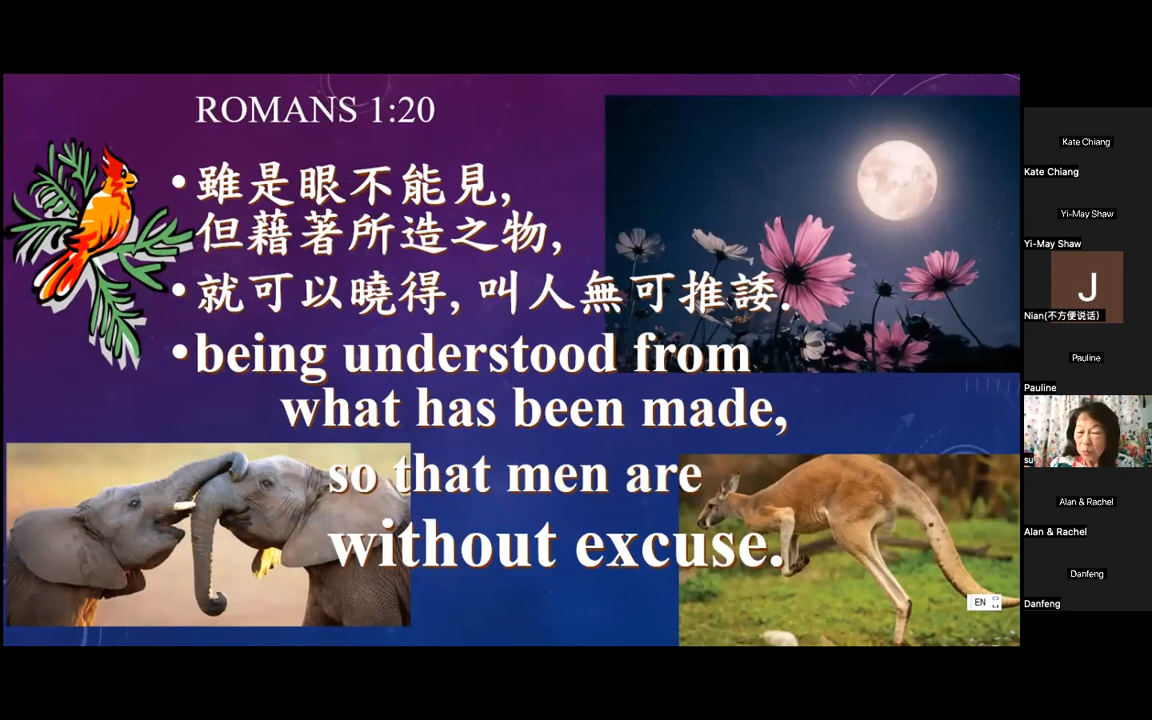 ROMANS 1:20
•雖是眼不能見,
但藉著所造之物,
•就可以曉得, 叫人無可推諉.
•being understood from
what has been made,
so that men are
without excuse.
EN
Kate Chiang
Kate Chiang
Yi-May Shaw
Yi-May Shaw
J
Nian(不方便说话）
Pauline
Pauline
su
Alan & Rachel
Alan & Rachel
Danfeng
Danfeng